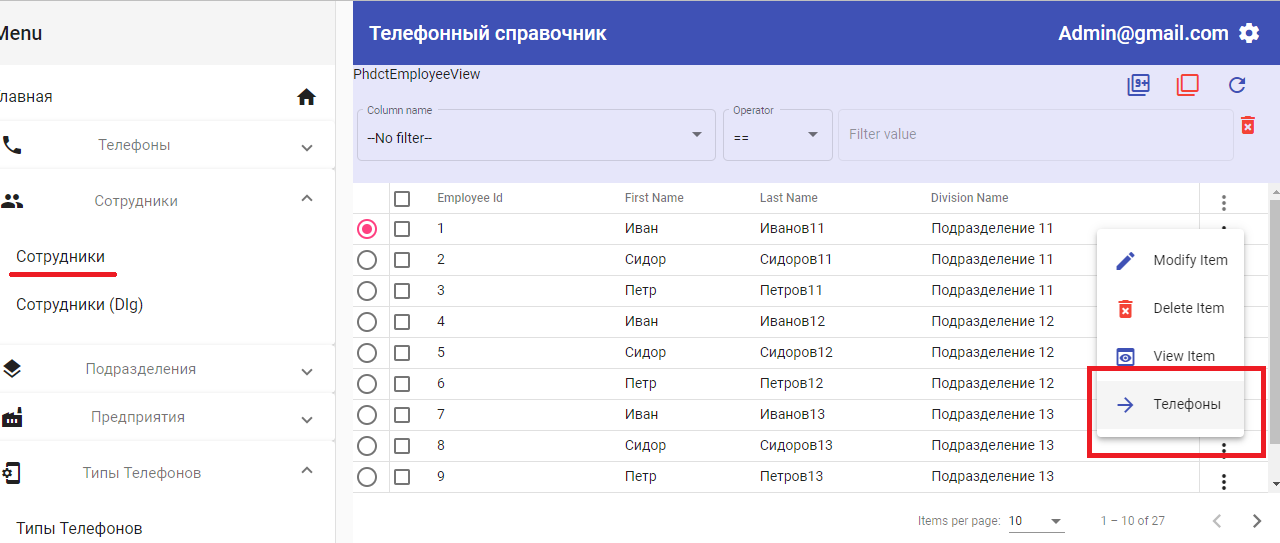 Menu
Телефонный справочник
Admin@gmail.com
PhdctEmployeeView
9+
лавная
Телефоны
Сотрудники
Сотрудники
Сотрудники (Dlg)
Подразделения
Предприятия
Типы Телефонов
Типы Телефонов
Column name
--No filter--
Operator
==
Filter value
Employee Id First Name Last Name Division Name
1 Иван Иванов11 Подразделение 11
2 Сидор Сидоров11 Подразделение 11
3 Петр Петров11 Подразделение 11
4 Иван Иванов12 Подразделение 12
5 Сидор Сидоров12 Подразделение 12
6 Петр Петров12 Подразделение 12
7 Иван Иванов13 Подразделение 13
8 Сидор Сидоров13 Подразделение 13
9 Петр Петров13 Подразделение 13
Modify Item
Delete Item
View Item
Телефоны
Items per page: 10 1 – 10 of 27